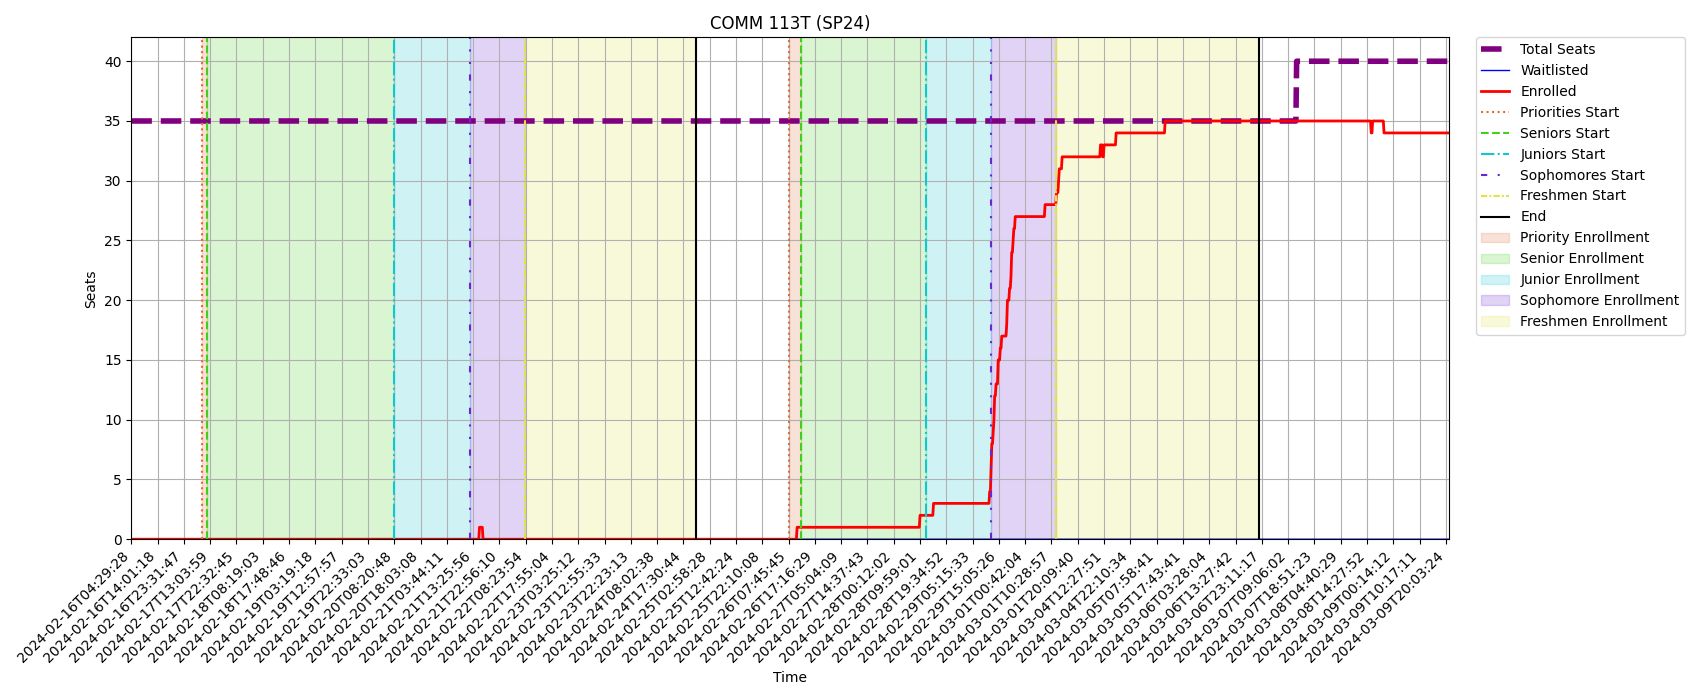 COMM 113T (SP24)
Seats
40
35
30
25
20
15
10
5
0
2024-02-16T04:29:28
2024-02-16T14:01:18
2024-02-16T23:31:47
2024-02-17T13:03:59
2024-02-17T22:32:45
2024-02-18T08:19:03
2024-02-18T17:48:46
2024-02-19T03:19:18
2024-02-19T12:57:57
2024-02-19T22:33:03
2024-02-20T08:20:48
2024-02-20T18:03:08
2024-02-21T03:44:11
2024-02-21T13:25:56
2024-02-21T22:56:10
2024-02-22T08:23:54
2024-02-22T17:55:04
2024-02-23T03:25:12
2024-02-23T12:55:33
2024-02-23T22:23:13
2024-02-24T08:02:38
2024-02-24T17:30:44
2024-02-25T02:58:28
2024-02-25T12:42:24
2024-02-25T22:10:08
2024-02-26T07:45:45
2024-02-26T17:16:29
2024-02-27T05:04:09
2024-02-27T14:37:43
2024-02-28T00:12:02
2024-02-28T09:59:01
2024-02-28T19:34:52
2024-02-29T05:15:33
2024-02-29T15:05:26
2024-03-01T00:42:04
2024-03-01T10:28:57
2024-03-01T20:09:40
2024-03-04T12:27:51
2024-03-04T22:10:34
2024-03-05T07:58:41
2024-03-05T17:43:41
2024-03-06T03:28:04
2024-03-06T13:27:42
2024-03-06T23:11:17
2024-03-07T09:06:02
2024-03-07T18:51:23
2024-03-08T04:40:29
2024-03-08T14:27:52
2024-03-09T00:14:12
2024-03-09T10:17:11
2024-03-09T20:03:24
Time
Total Seats
Waitlisted
Enrolled
Priorities Start
Seniors Start
Juniors Start
Sophomores Start
Freshmen Start
End
Priority Enrollment
Senior Enrollment
Junior Enrollment
Sophomore Enrollment
Freshmen Enrollment